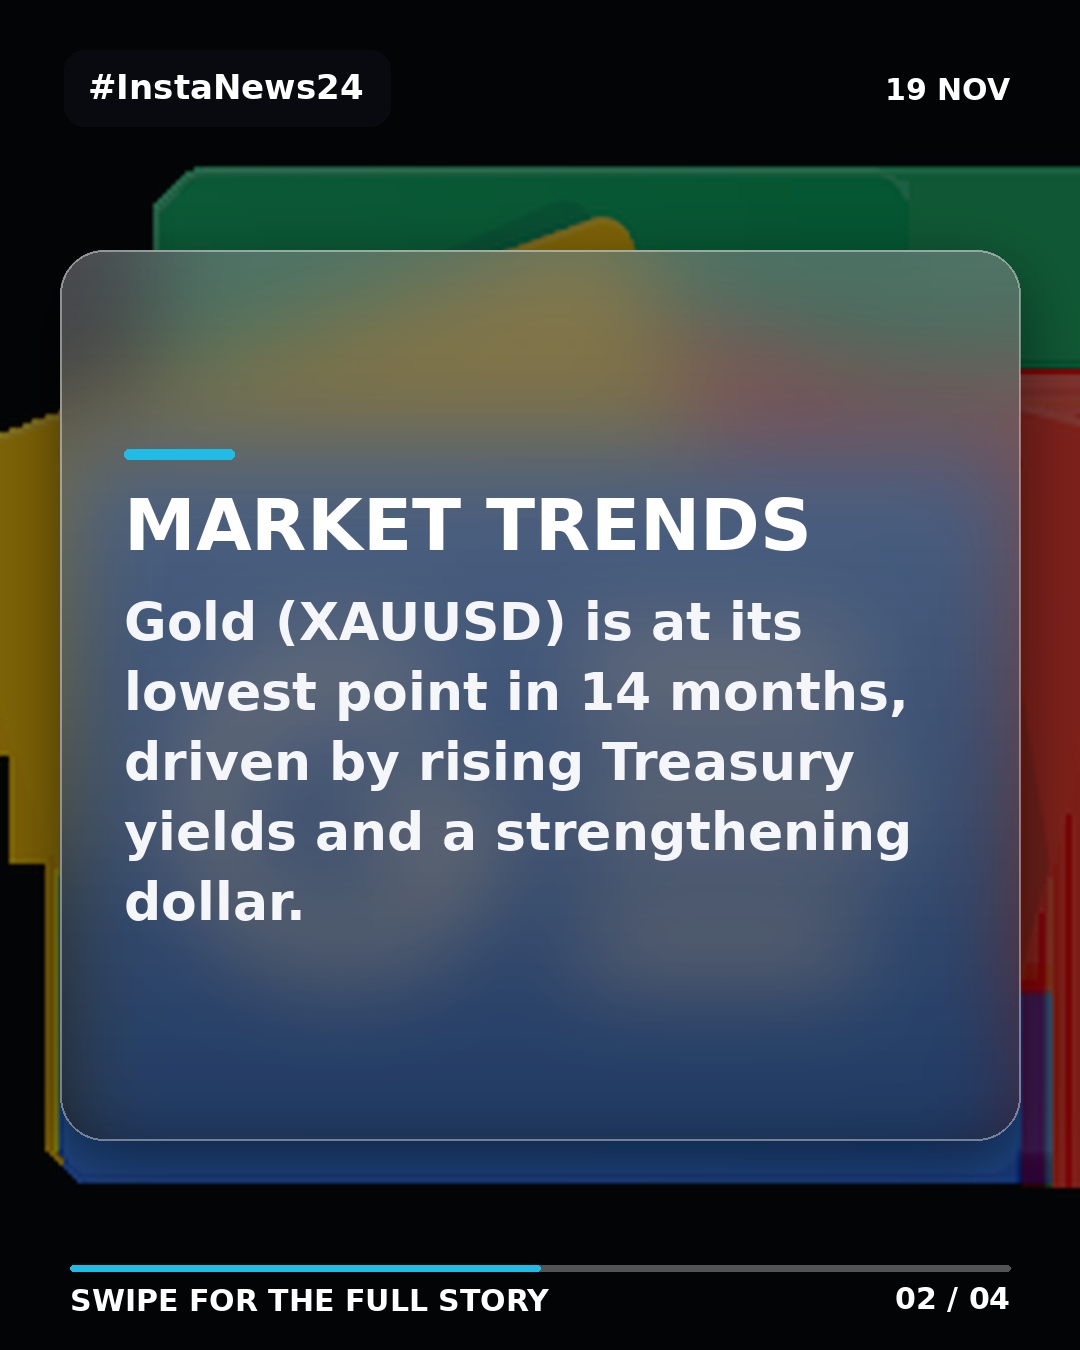 #InstaNews24
19 NOV
MARKET TRENDS
Gold (XAUUSD) is at its
lowest point in 14 months,
driven by rising Treasury
yields and a strengthening
dollar.
SWIPE FOR THE FULL STORY
02 / 04